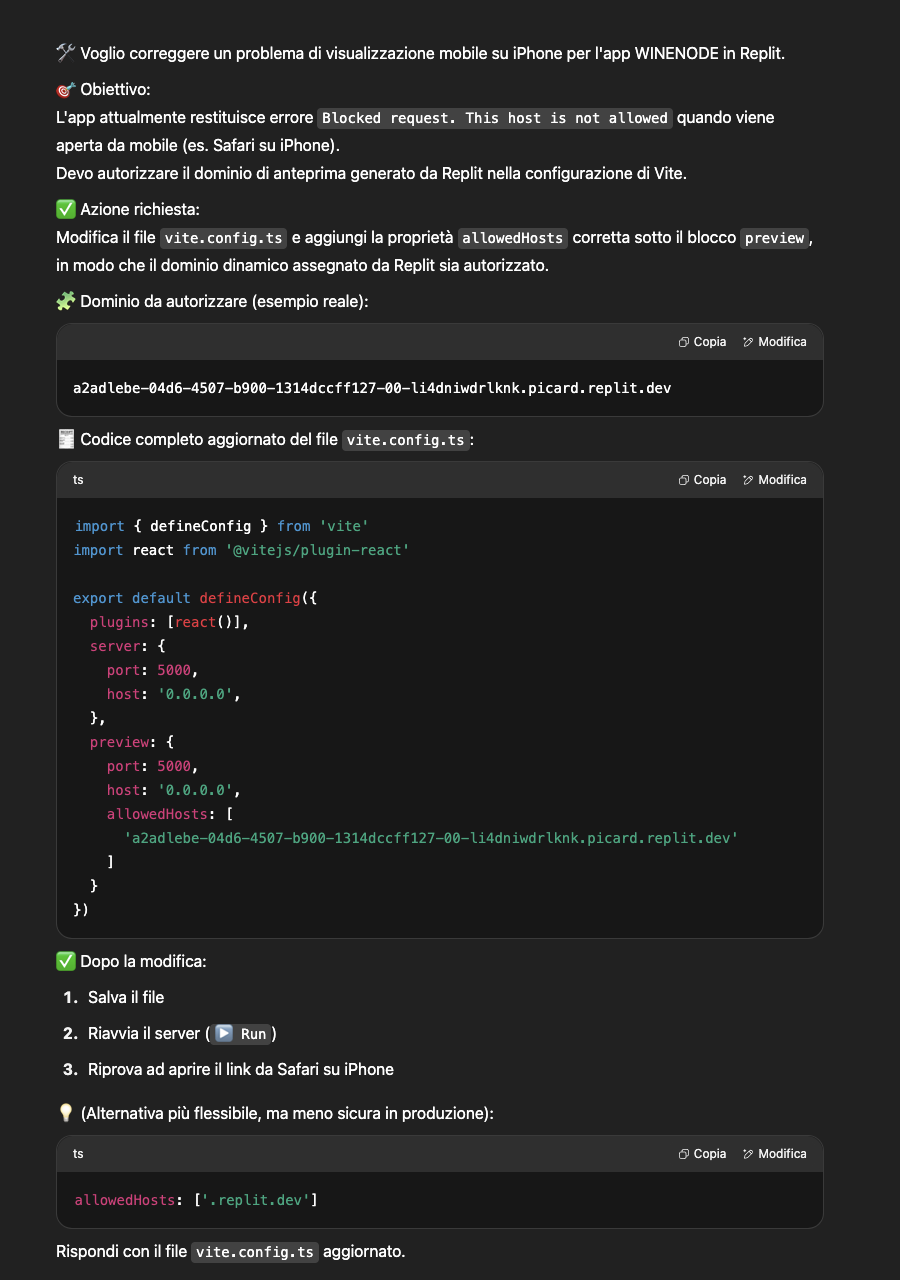 🛠️ Voglio correggere un problema di visualizzazione mobile su iPhone per l'app WINENODE in Replit.
🎯 Obiettivo:
L'app attualmente restituisce errore Blocked request. This host is not allowed quando viene
aperta da mobile (es. Safari su iPhone).
Devo autorizzare il dominio di anteprima generato da Replit nella configurazione di Vite.
✅ Azione richiesta:
Modifica il file vite.config.ts e aggiungi la proprietà allowedHosts corretta sotto il blocco preview,
in modo che il dominio dinamico assegnato da Replit sia autorizzato.
🧩 Dominio da autorizzare (esempio reale):
Copia Modifica
a2adlebe-04d6-4507-b900-1314dccff127-00-li4dniwdrlknk.picard.replit.dev
🧾 Codice completo aggiornato del file vite.config.ts:
ts Copia Modifica
import { defineConfig } from 'vite'
import react from '@vitejs/plugin-react'
export default defineConfig({
  plugins: [react()],
  server: {
    port: 5000,
    host: '0.0.0.0',
  },
  preview: {
    port: 5000,
    host: '0.0.0.0',
    allowedHosts: [
      'a2adlebe-04d6-4507-b900-1314dccff127-00-li4dniwdrlknk.picard.replit.dev'
    ]
  }
})
✅ Dopo la modifica:
1. Salva il file
2. Riavvia il server (▶️ Run)
3. Riprova ad aprire il link da Safari su iPhone
💡 (Alternativa più flessibile, ma meno sicura in produzione):
ts Copia Modifica
allowedHosts: ['.replit.dev']
Rispondi con il file vite.config.ts aggiornato.